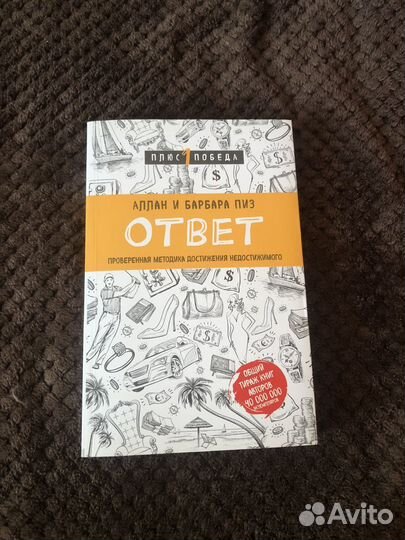 ПЛЮС 1 ПОБЕДА
АЛЛАН И БАРБАРА ПИЗ
ОТВЕТ
ПРОВЕРЕННАЯ МЕТОДИКА ДОСТИЖЕНИЯ НЕДОСТИЖИМОГО
ОБЩИЙ
ТИРАЖ КНИГ
АВТОРОВ
40 000 000
ЭКЗЕМПЛЯРОВ
Avito